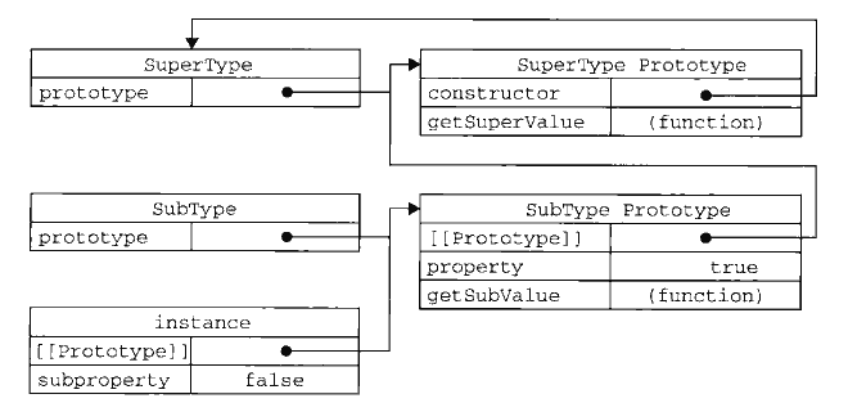 SuperType
prototype
SuperType Prototype
constructor
getSuperValue (function)
SubType
prototype
SubType Prototype
[[Prototype]]
property true
getSubValue (function)
instance
[[Prototype]]
subproperty false